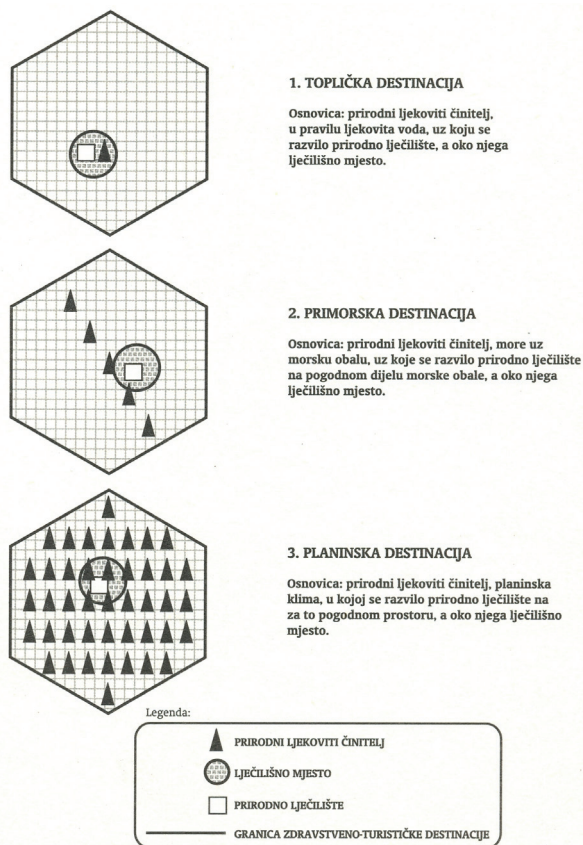 1. TOPLIČKA DESTINACIJA
Osnovica: prirodni ljekoviti činitelj,
u pravilu ljekovita voda, uz koju se
razvilo prirodno lječilište, a oko njega
lječilišno mjesto.
2. PRIMORSKA DESTINACIJA
Osnovica: prirodni ljekoviti činitelj, more uz
morsku obalu, uz koje se razvilo prirodno lječilište
na pogodnom dijelu morske obale, a oko njega
lječilišno mjesto.
3. PLANINSKA DESTINACIJA
Osnovica: prirodni ljekoviti činitelj, planinska
klima, u kojoj se razvilo prirodno lječilište na
za to pogodnom prostoru, a oko njega lječilišno
mjesto.
Legenda:
PRIRODNI LJEKOVITI ČINITELJ
LJEČILIŠNO MJESTO
PRIRODNO LJEČILIŠTE
GRANICA ZDRAVSTVENO-TURISTIČKE DESTINACIJE